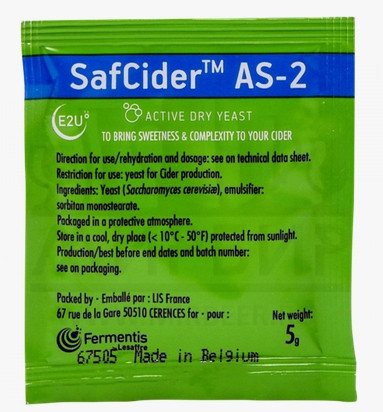 SafCider™ AS-2
E2U
ACTIVE DRY YEAST
TO BRING SWEETNESS & COMPLEXITY TO YOUR CIDER
Direction for use/rehydration and dosage: see on technical data sheet.
Restriction for use: yeast for Cider production.
Ingredients: Yeast (Saccharomyces cerevisiæ), emulsifier:
sorbitan monostearate.
Packaged in a protective atmosphere.
Store in a cool, dry place (< 10°C - 50°F) protected from sunlight.
Production/best before end dates and batch number:
see on packaging.
Packed by · Emballé par : LIS France
67 rue de la Gare 50510 CERENCES for · pour :
Net weight:
5g
Fermentis
by Lesaffre
67505 Made in Belgium